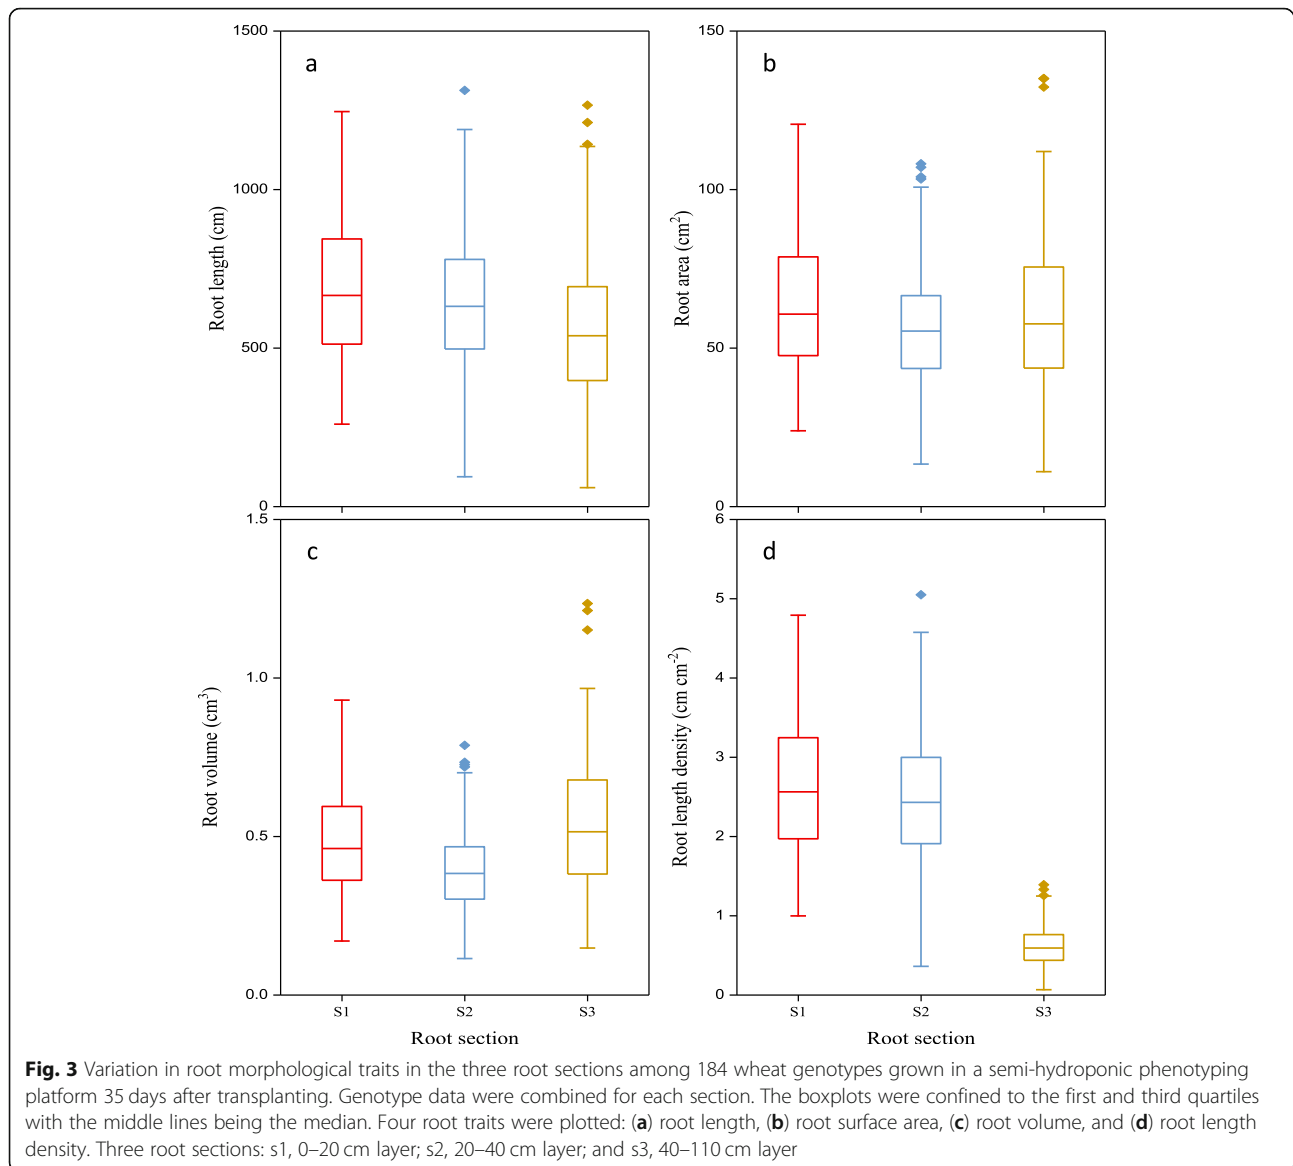 1500
a
1000
Root length (cm)
500
0
150
b
100
Root area (cm²)
50
0
1.5
c
1.0
Root volume (cm³)
0.5
0.0
S1 S2 S3
Root section
6
d
5
4
Root length density (cm cm⁻²)
3
2
1
0
S1 S2 S3
Root section
Fig. 3 Variation in root morphological traits in the three root sections among 184 wheat genotypes grown in a semi-hydroponic phenotyping
platform 35 days after transplanting. Genotype data were combined for each section. The boxplots were confined to the first and third quartiles
with the middle lines being the median. Four root traits were plotted: (a) root length, (b) root surface area, (c) root volume, and (d) root length
density. Three root sections: s1, 0–20 cm layer; s2, 20–40 cm layer; and s3, 40–110 cm layer